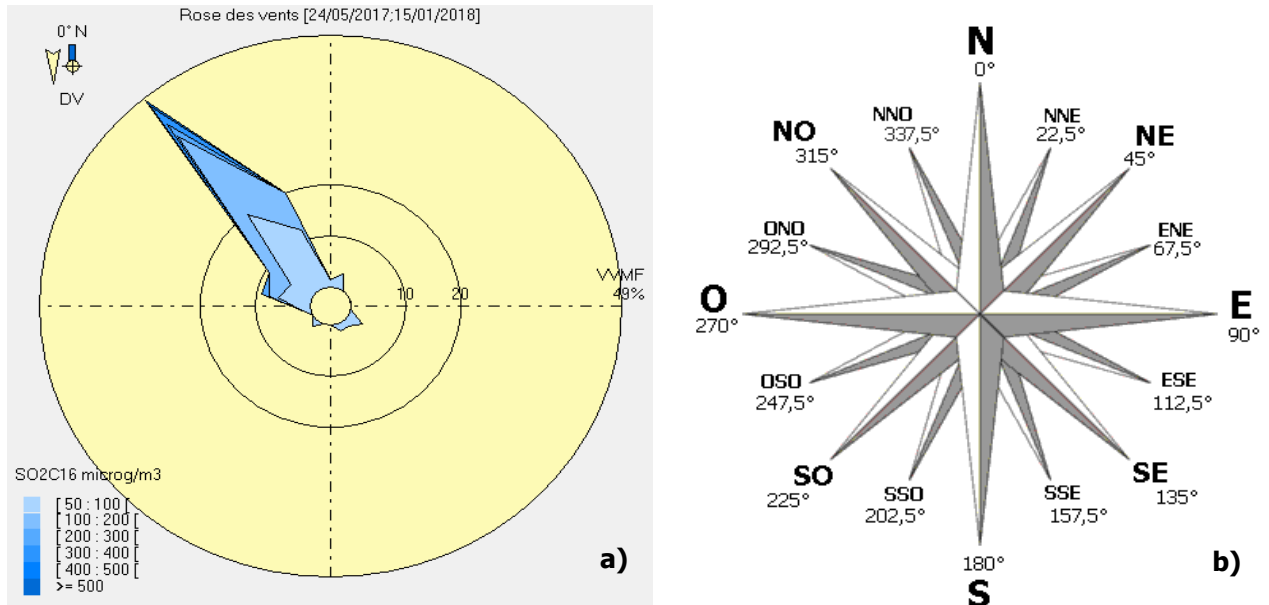 Rose des vents [24/05/2017;15/01/2018]
0° N
DV
VVMF
49%
10 20
SO2C16 microg/m3
[ 50 : 100 [
[ 100 : 200 [
[ 200 : 300 [
[ 300 : 400 [
[ 400 : 500 [
>= 500
a)
N
0°
NNO
337,5°
NNE
22,5°
NO
315°
NE
45°
ONO
292,5°
ENE
67,5°
O
270°
E
90°
OSO
247,5°
ESE
112,5°
SO
225°
SE
135°
SSO
202,5°
SSE
157,5°
180°
S
b)